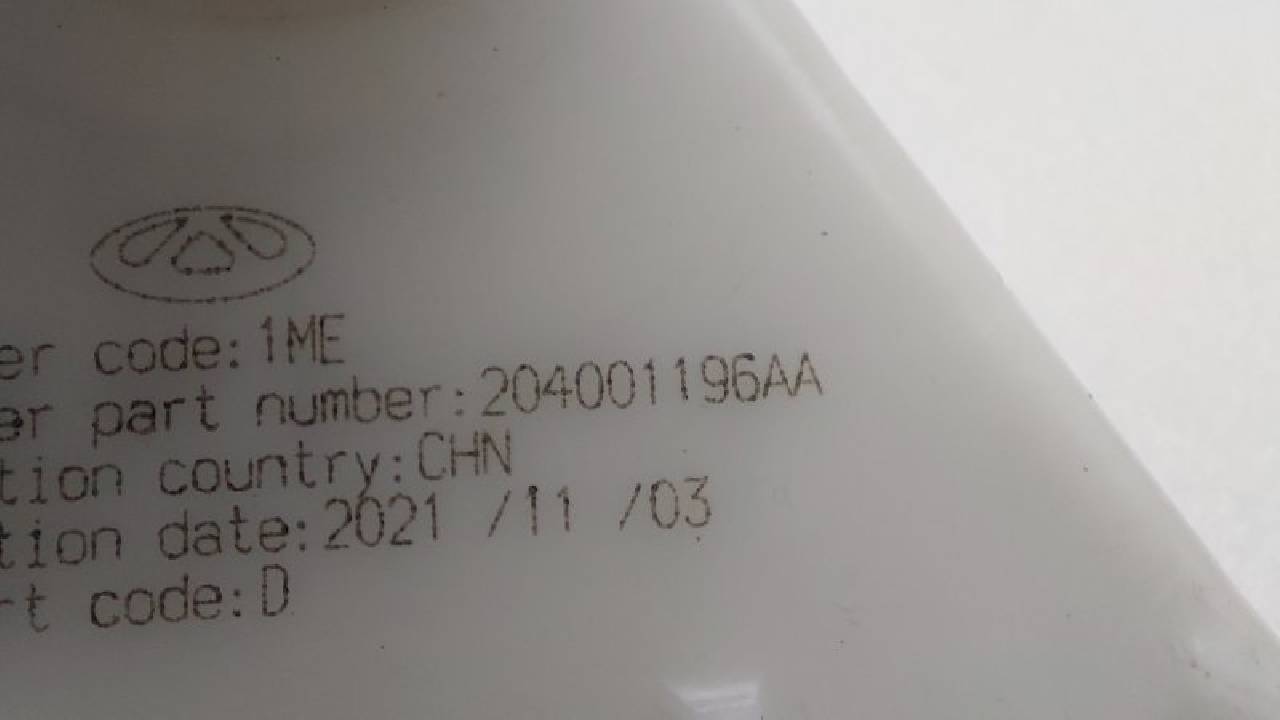 er code:1ME
er part number:204001196AA
tion country:CHN
tion date:2021 /11 /03
rt code:D